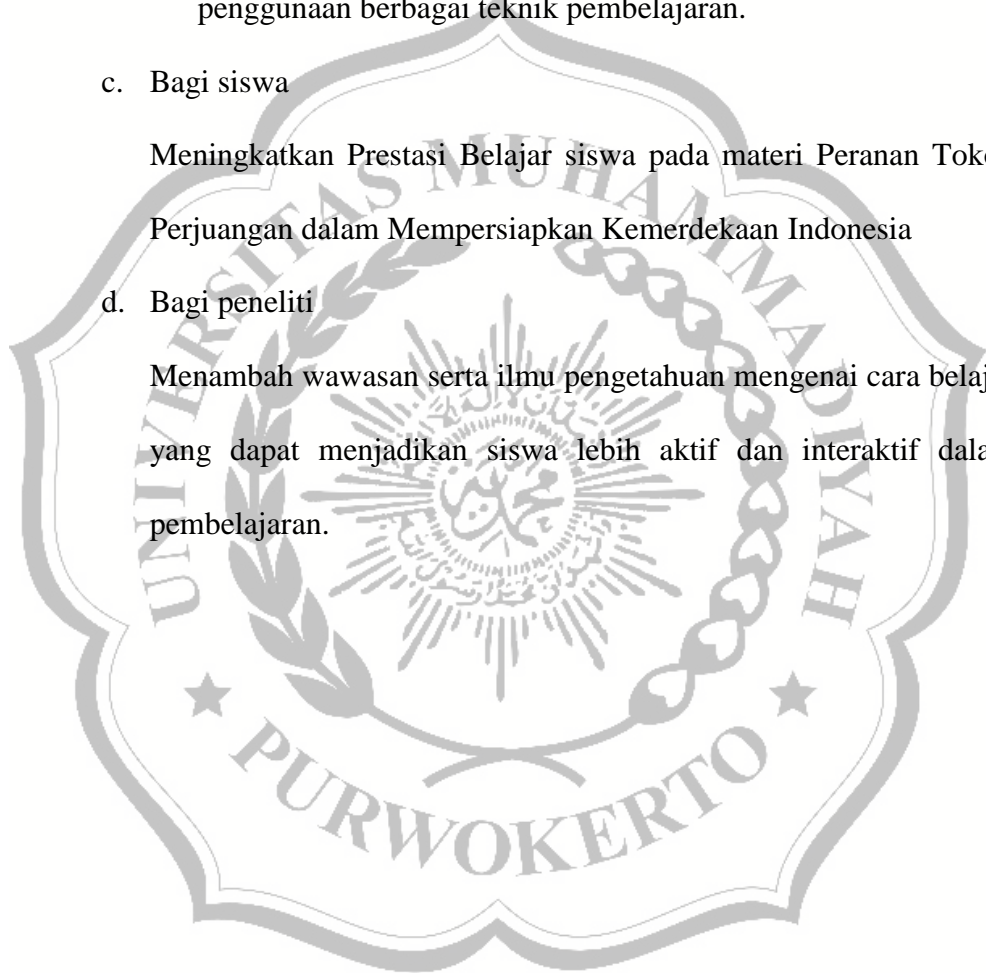 penggunaan berbagai teknik pembelajaran.
c. Bagi siswa
Meningkatkan Prestasi Belajar siswa pada materi Peranan Tok
Perjuangan dalam Mempersiapkan Kemerdekaan Indonesia
d. Bagi peneliti
Menambah wawasan serta ilmu pengetahuan mengenai cara bela
yang dapat menjadikan siswa lebih aktif dan interaktif dal
pembelajaran.
UNIVERSITAS MUHAMMADIYAH
PURWOKERTO